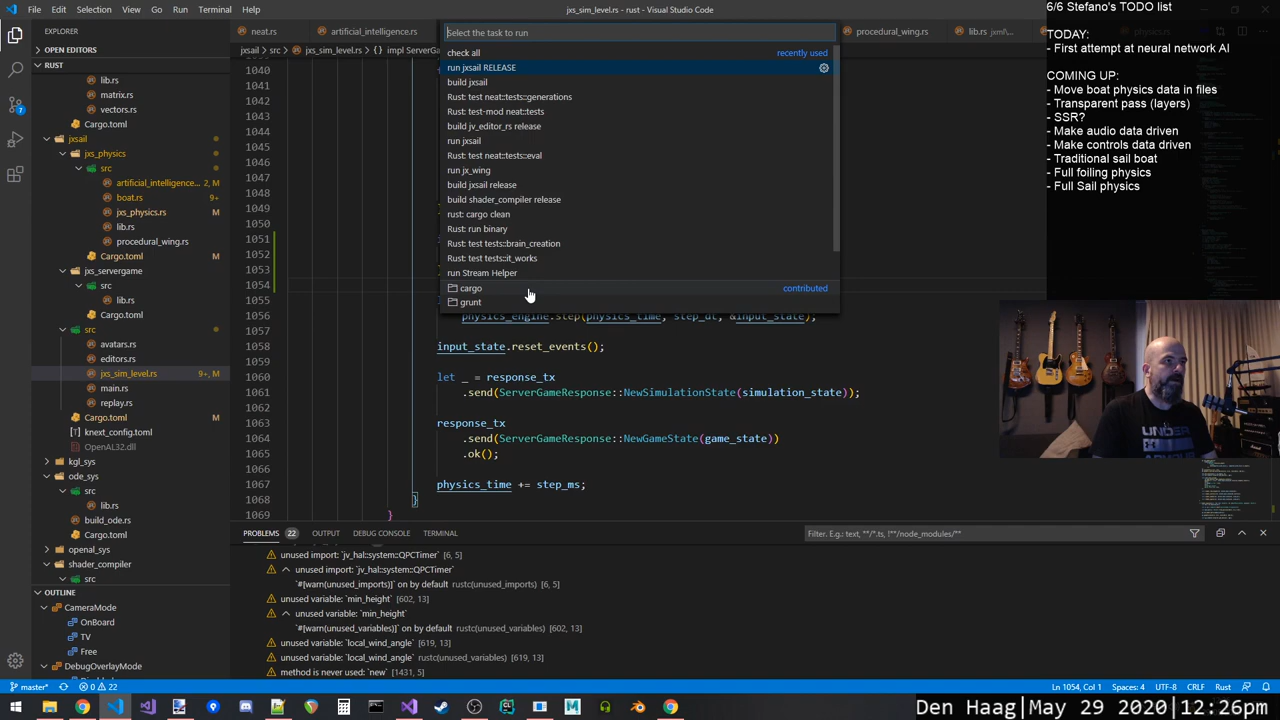 File Edit Selection View Go Run Terminal Help
jxs_sim_level.rs - rust - Visual Studio Code
6/6 Stefano's TODO list
TODAY:
- First attempt at neural network AI
COMING UP:
- Move boat physics data in files
- Transparent pass (layers)
- SSR?
- Make audio data driven
- Make controls data driven
- Traditional sail boat
- Full foiling physics
- Full Sail physics
EXPLORER
OPEN EDITORS
RUST
lib.rs
matrix.rs
vectors.rs
Cargo.toml
jxsail
jxs_physics
src
artificial_intelligence... 2, M
boat.rs 9+
jxs_physics.rs M
lib.rs
procedural_wing.rs
Cargo.toml
jxs_servergame
src
lib.rs
Cargo.toml
src
avatars.rs
editors.rs
jxs_sim_level.rs 9+, M
main.rs
replay.rs
Cargo.toml
knext_config.toml
OpenAL32.dll
kgl_sys
ode_sys
src
lib.rs
build_ode.rs
Cargo.toml
openal_sys
shader_compiler
src
OUTLINE
CameraMode
OnBoard
TV
Free
DebugOverlayMode
neat.rs
artificial_intelligence.rs
procedural_wing.rs
lib.rs jxml\...
jxsail > src > jxs_sim_level.rs > {} impl ServerGa
Select the task to run
check all recently used
run jxsail RELEASE
build jxsail
Rust: test neat::tests::generations
Rust: test-mod neat::tests
build jv_editor_rs release
run jxsail
Rust: test neat::tests::eval
run jx_wing
build jxsail release
build shader_compiler release
rust: cargo clean
Rust: run binary
Rust: test tests::brain_creation
Rust: test tests::it_works
run Stream Helper
cargo contributed
grunt
1040
1041
1042
1043
1044
1045
1046
1047
1048
1049
1050
1051
1052
1053
1054
1055
1056 physics_engine.step(physics_time, step_dt, &input_state);
1057
1058 input_state.reset_events();
1059
1060 let _ = response_tx
1061 .send(ServerGameResponse::NewSimulationState(simulation_state));
1062
1063 response_tx
1064 .send(ServerGameResponse::NewGameState(game_state))
1065 .ok();
1066
1067 physics_time += step_ms;
1068 }
1069 }
PROBLEMS 22 OUTPUT DEBUG CONSOLE TERMINAL
Filter. E.g.: text, **/*.ts, !**/node_modules/**
unused import: `jv_hal::system::QPCTimer` [6, 5]
unused import: `jv_hal::system::QPCTimer`
`#[warn(unused_imports)]` on by default rustc(unused_imports) [6, 5]
unused variable: `min_height` [602, 13]
unused variable: `min_height`
`#[warn(unused_variables)]` on by default rustc(unused_variables) [602, 13]
unused variable: `local_wind_angle` [619, 13]
unused variable: `local_wind_angle` rustc(unused_variables) [619, 13]
method is never used: `new` [1431, 5]
master* 0 22
Ln 1054, Col 1 Spaces: 4 UTF-8 CRLF Rust
Den Haag May 29 2021 12:26pm